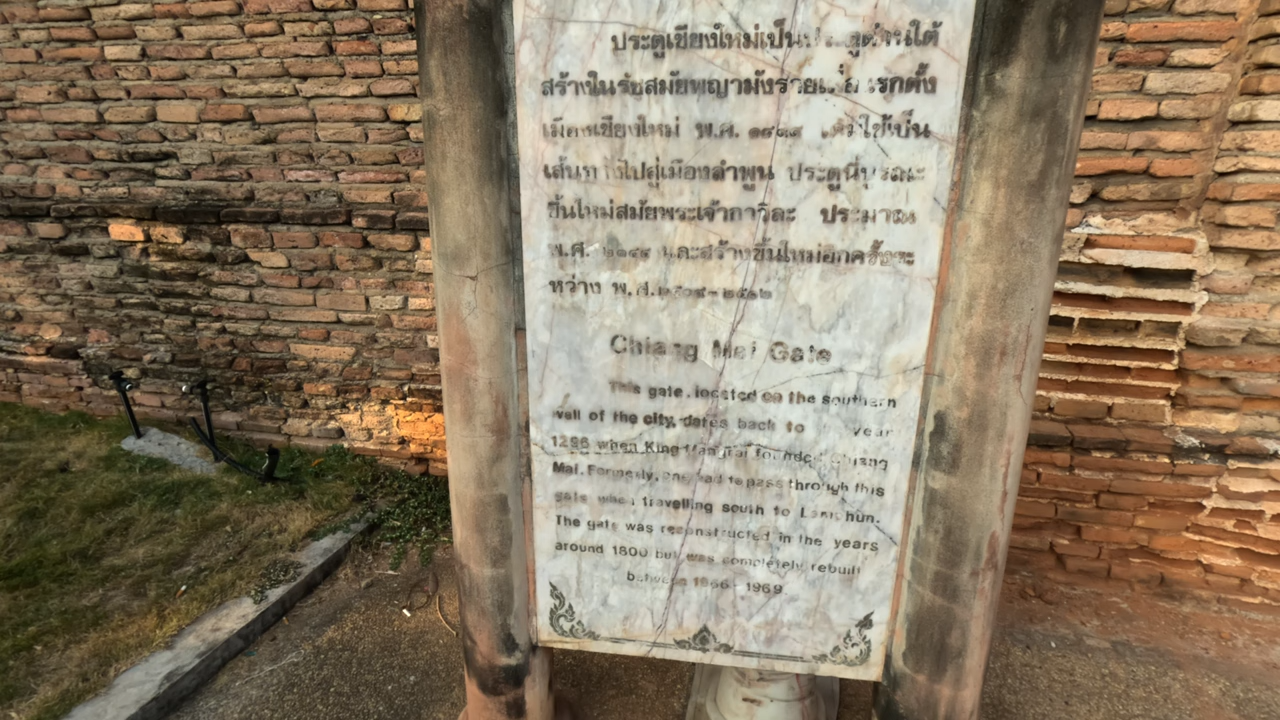 ประตูเชียงใหม่เป็นประตูด้านใต้
สร้างในรัชสมัยพญามังราย แรกตั้ง
เมืองเชียงใหม่ พ.ศ. เดิมใช้เป็น
เส้นทางไปสู่เมืองลำพูน ประตูนี้บูรณะ
ขึ้นใหม่สมัยพระเจ้ากาวิละ ประมาณ
พ.ศ. และสร้างขึ้นใหม่อีกครั้งระ
หว่าง พ.ศ.
Chiang Mai Gate
This gate, located on the southern
wall of the city, dates back to year
1296 when King Mangrai founded Chiang
Mai. Formerly, one had to pass through this
gate when travelling south to Lamphun.
The gate was reconstructed in the years
around 1800 but was completely rebuilt
between 1966 - 1969.